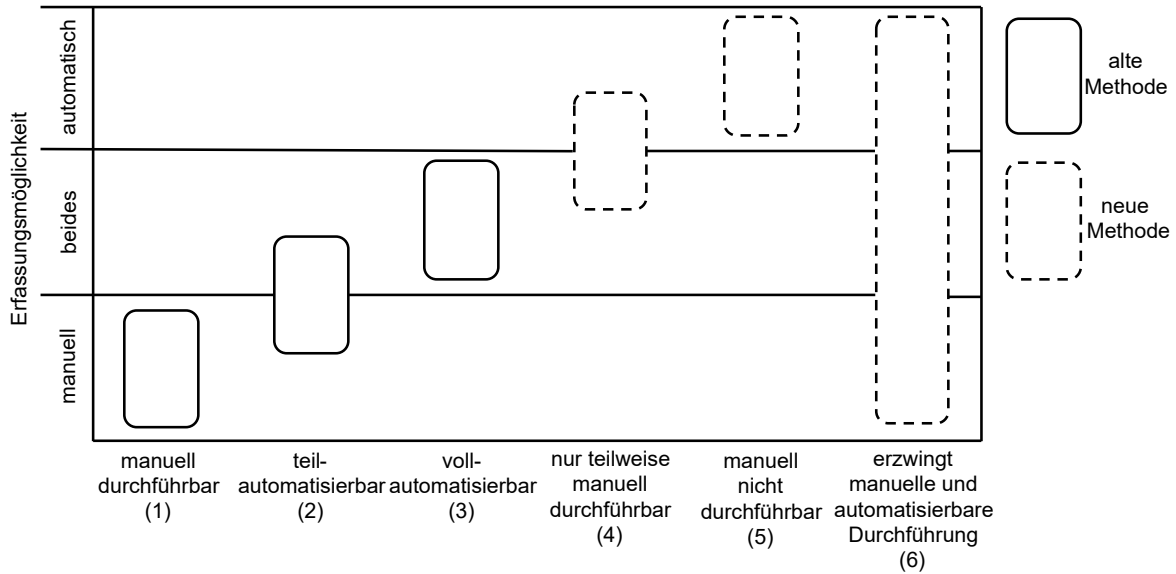 Erfassungsmöglichkeit
automatisch
beides
manuell
alte
Methode
neue
Methode
manuell
durchführbar
(1)
teil-
automatisierbar
(2)
voll-
automatisierbar
(3)
nur teilweise
manuell
durchführbar
(4)
manuell
nicht
durchführbar
(5)
erzwingt
manuelle und
automatisierbare
Durchführung
(6)